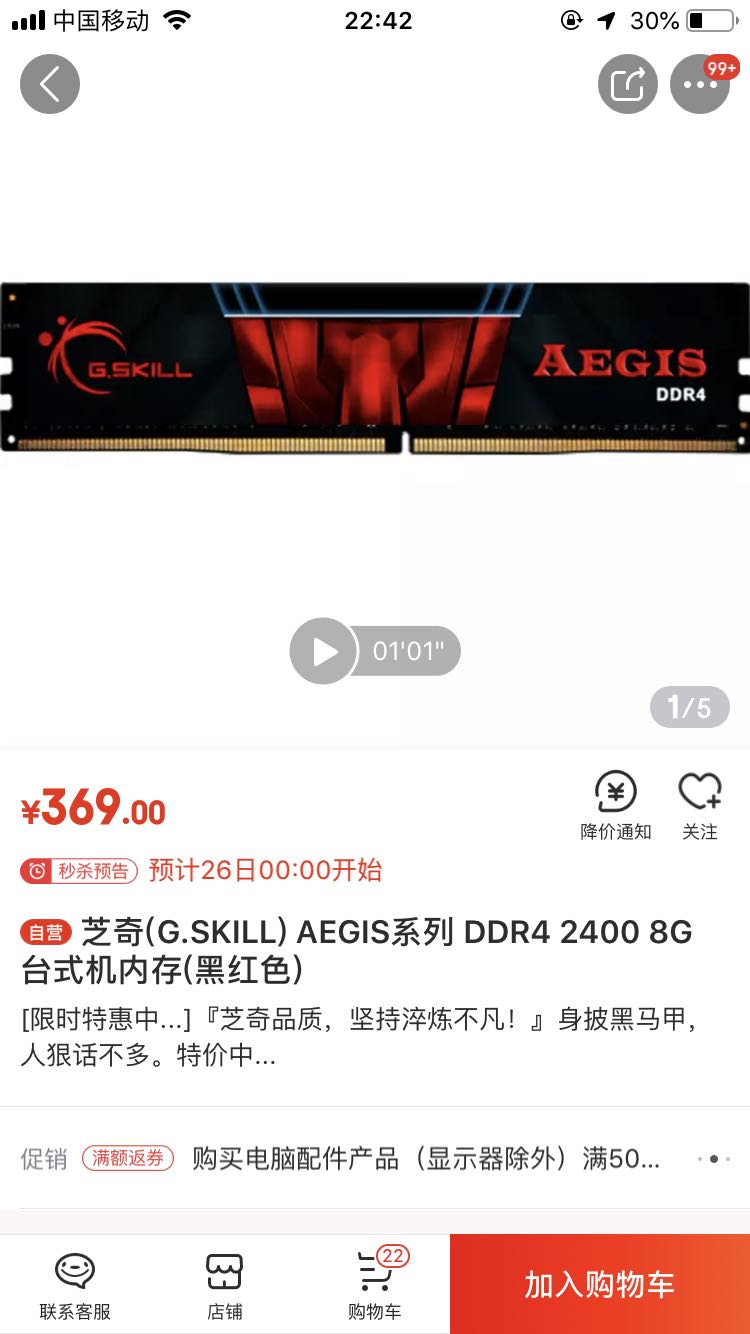 中国移动 22:42 30%
99+
G.SKILL
AEGIS
DDR4
01'01"
1/5
¥369.00
降价通知 关注
秒杀预告 预计26日00:00开始
自营 芝奇(G.SKILL) AEGIS系列 DDR4 2400 8G
台式机内存(黑红色)
[限时特惠中...]『芝奇品质，坚持淬炼不凡！』身披黑马甲，
人狠话不多。特价中...
促销 满额返券 购买电脑配件产品（显示器除外）满50...
22
联系客服 店铺 购物车 加入购物车